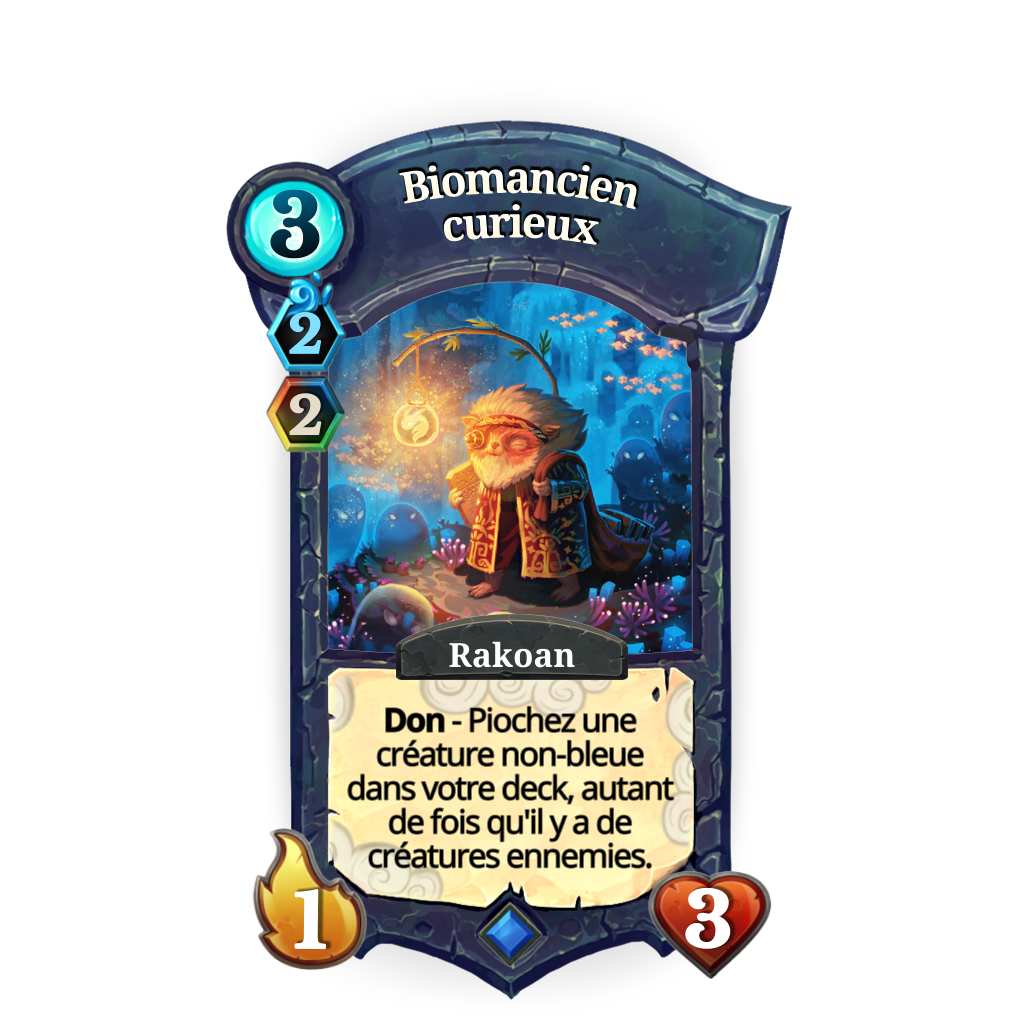 Biomancien
curieux
3
2
2
Rakoan
Don - Piochez une
créature non-bleue
dans votre deck, autant
de fois qu'il y a de
créatures ennemies.
1
3